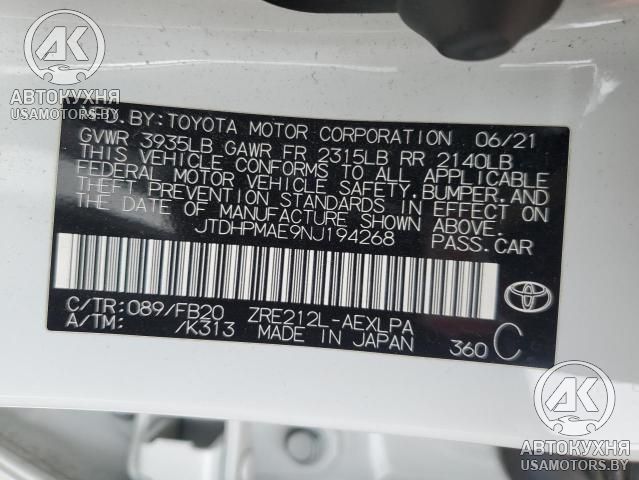 AK
АВТОКУХНЯ
USAMOTORS.BY
BY: TOYOTA MOTOR CORPORATION 06/21
GVWR 3935LB GAWR FR 2315LB RR 2140LB
THIS VEHICLE CONFORMS TO ALL APPLICABLE
FEDERAL MOTOR VEHICLE SAFETY, BUMPER, AND
THEFT PREVENTION STANDARDS IN EFFECT ON
THE DATE OF MANUFACTURE SHOWN ABOVE.
JTDHPMAE9NJ194268 PASS.CAR
C/TR: 089/FB20 ZRE212L-AEXLPA
A/TM: /K313 MADE IN JAPAN 360 C
AK
АВТОКУХНЯ
USAMOTORS.BY